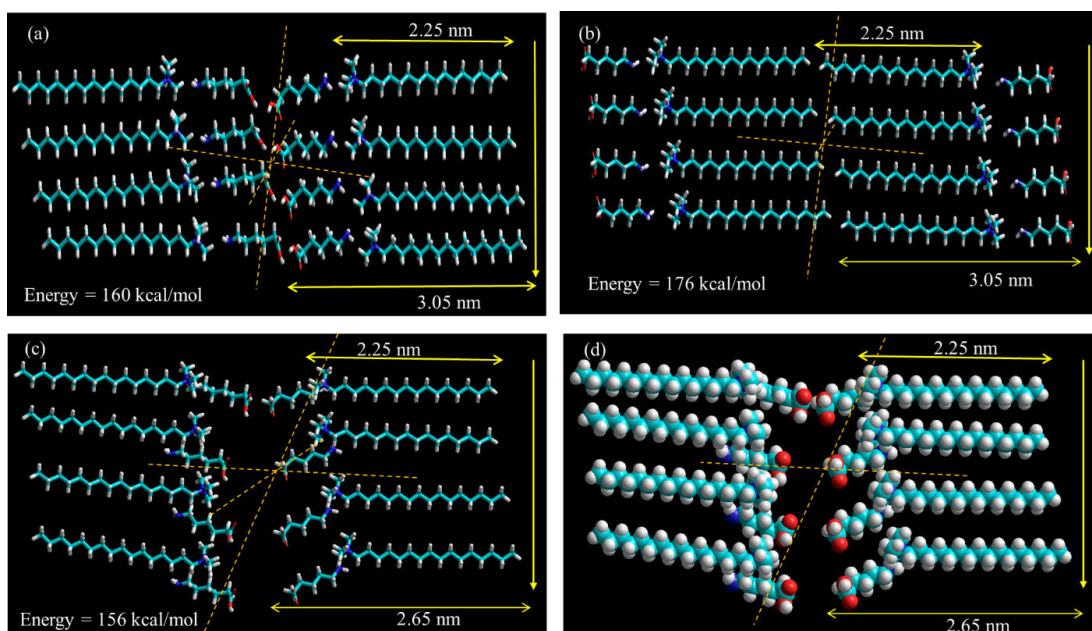 (a)
2.25 nm
Energy = 160 kcal/mol
3.05 nm
(b)
2.25 nm
Energy = 176 kcal/mol
3.05 nm
(c)
2.25 nm
Energy = 156 kcal/mol
2.65 nm
(d)
2.25 nm
2.65 nm